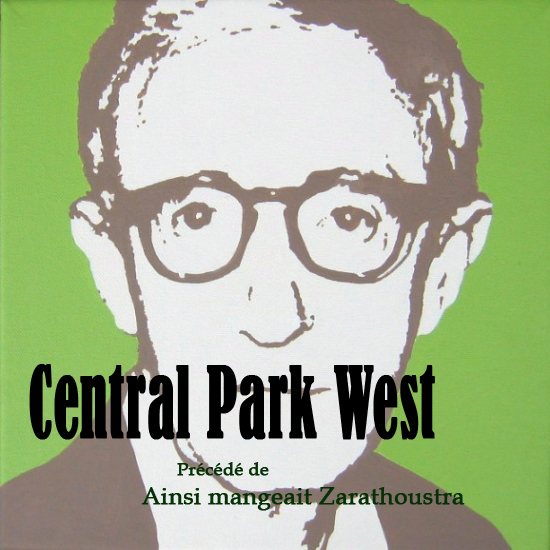 Central Park West
Précédé de
Ainsi mangeait Zarathoustra